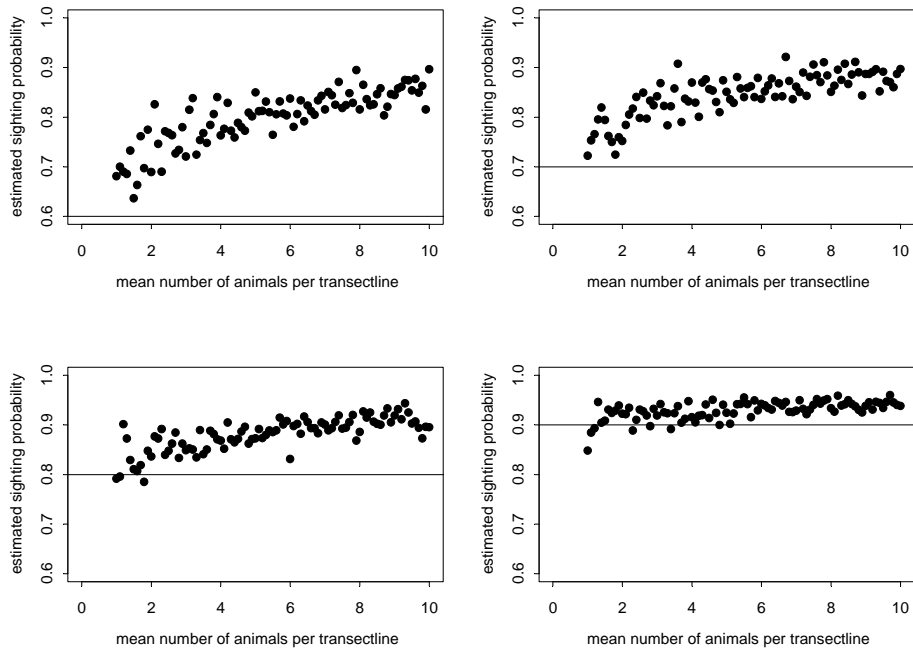 estimated sighting probability
0.6 0.7 0.8 0.9 1.0
0 2 4 6 8 10
mean number of animals per transectline
estimated sighting probability
0.6 0.7 0.8 0.9 1.0
0 2 4 6 8 10
mean number of animals per transectline
estimated sighting probability
0.6 0.7 0.8 0.9 1.0
0 2 4 6 8 10
mean number of animals per transectline
estimated sighting probability
0.6 0.7 0.8 0.9 1.0
0 2 4 6 8 10
mean number of animals per transectline